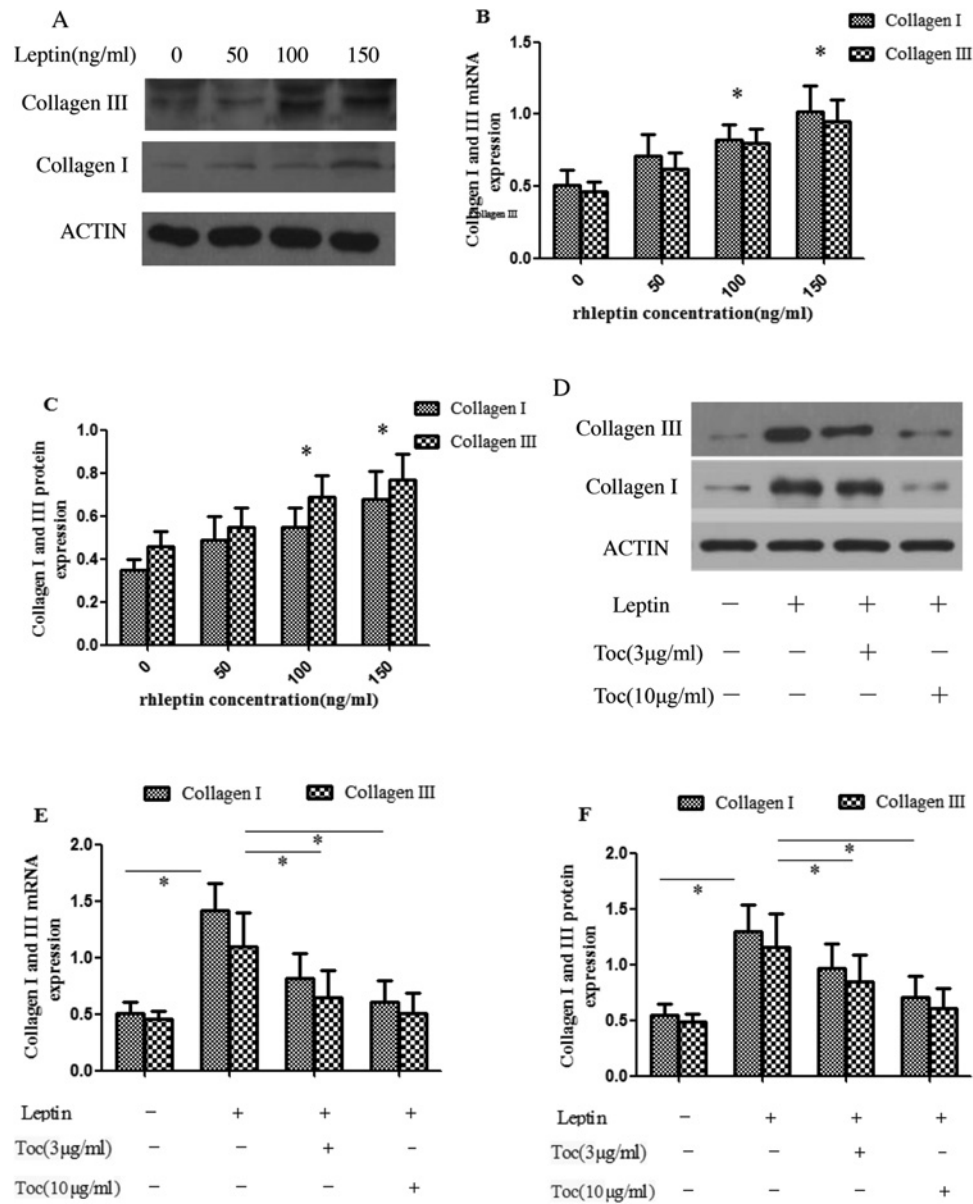 A
Leptin(ng/ml) 0 50 100 150
Collagen III
Collagen I
ACTIN
B
Collagen I
Collagen III
Collagen I and III mRNA
expression
Collagen III
1.5
1.0
0.5
0.0
* *
0 50 100 150
rhleptin concentration(ng/ml)
C
Collagen I
Collagen III
Collagen I and III protein
expression
1.0
0.8
0.6
0.4
0.2
0.0
* *
0 50 100 150
rhleptin concentration(ng/ml)
D
Collagen III
Collagen I
ACTIN
Leptin — + + +
Toc(3μg/ml) — — + —
Toc(10μg/ml) — — — +
E
Collagen I Collagen III
Collagen I and III mRNA
expression
2.0
1.5
1.0
0.5
0.0
* * *
Leptin – + + +
Toc(3μg/ml) – – + –
Toc(10μg/ml) – – – +
F
Collagen I Collagen III
Collagen I and III protein
expression
2.0
1.5
1.0
0.5
0.0
* * *
Leptin – + + +
Toc(3μg/ml) – – + –
Toc(10μg/ml) – – – +